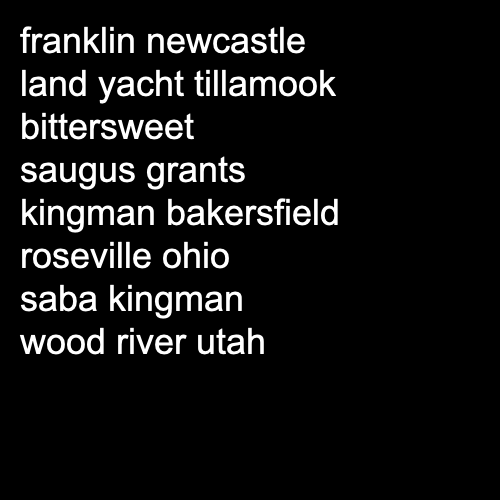 franklin newcastle
land yacht tillamook
bittersweet
saugus grants
kingman bakersfield
roseville ohio
saba kingman
wood river utah